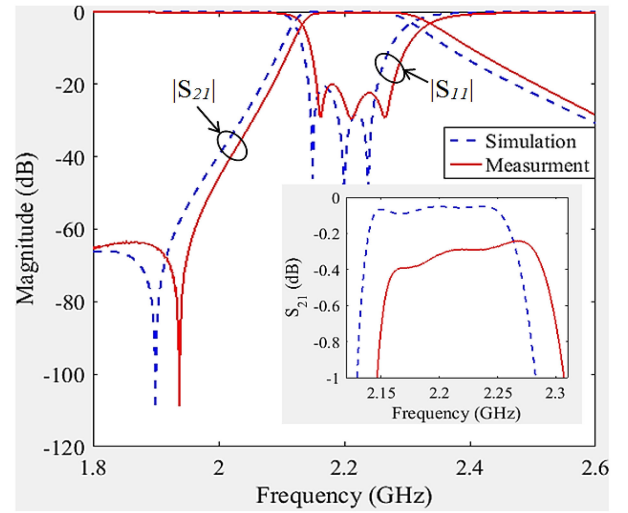 0
-20
-40
-60
-80
-100
-120
Magnitude (dB)
|S21|
|S11|
Simulation
Measurment
0
-0.2
-0.4
-0.6
-0.8
-1
S21 (dB)
2.15 2.2 2.25 2.3
Frequency (GHz)
1.8 2 2.2 2.4 2.6
Frequency (GHz)